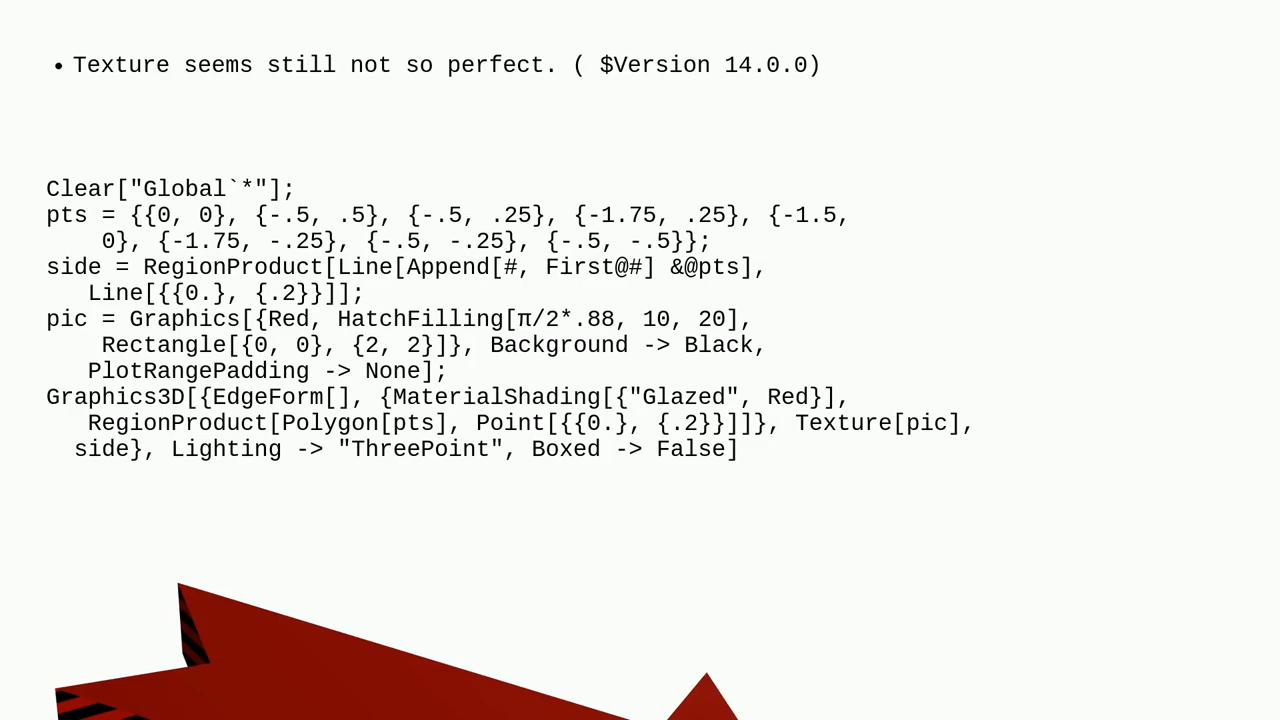 • Texture seems still not so perfect. ( $Version 14.0.0)
Clear["Global`*"];
pts = {{0, 0}, {-.5, .5}, {-.5, .25}, {-1.75, .25}, {-1.5,
    0}, {-1.75, -.25}, {-.5, -.25}, {-.5, -.5}};
side = RegionProduct[Line[Append[#, First@#] &@pts],
   Line[{{0.}, {.2}}]];
pic = Graphics[{Red, HatchFilling[π/2*.88, 10, 20],
    Rectangle[{0, 0}, {2, 2}]}, Background -> Black,
   PlotRangePadding -> None];
Graphics3D[{EdgeForm[], {MaterialShading[{"Glazed", Red}],
   RegionProduct[Polygon[pts], Point[{{0.}, {.2}}]]}, Texture[pic],
  side}, Lighting -> "ThreePoint", Boxed -> False]